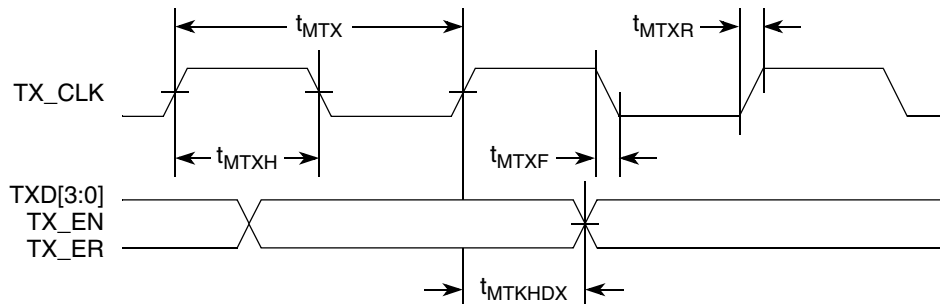 tMTX
tMTXR
TX_CLK
tMTXH
tMTXF
TXD[3:0]
TX_EN
TX_ER
tMTKHDX